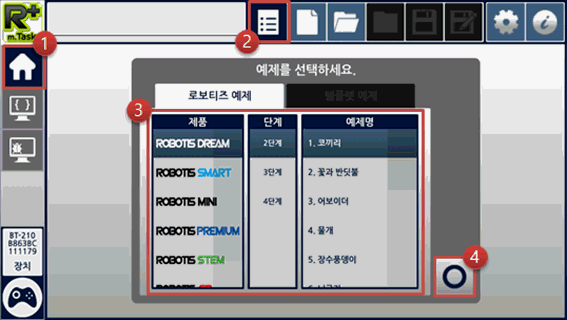 R+
m.Task
1
2
예제를 선택하세요.
로보티즈 예제
템플릿 예제
3
제품
단계
예제명
ROBOTIS DREAM
2단계
1. 코끼리
ROBOTIS SMART
3단계
2. 꽃과 반딧불
ROBOTIS MINI
4단계
3. 어보이더
ROBOTIS PREMIUM
4. 물개
ROBOTIS STEM
5. 장수풍뎅이
4
BT-210
B8638C
111179
장치